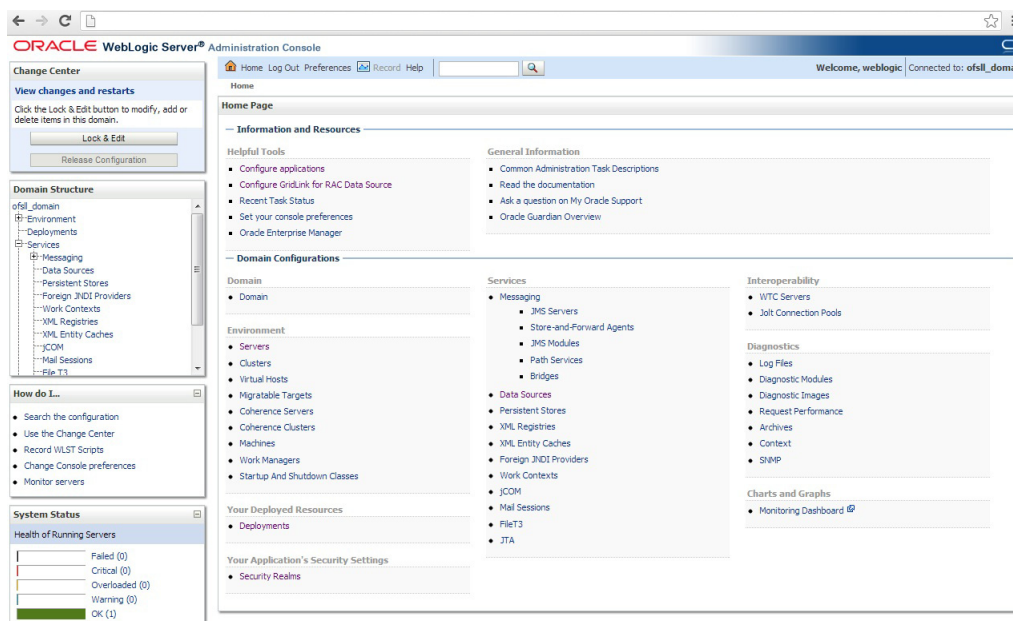 ORACLE WebLogic Server® Administration Console
Change Center
View changes and restarts
Click the Lock & Edit button to modify, add or
delete items in this domain.
Lock & Edit
Release Configuration
Domain Structure
ofsll_domain
Environment
Deployments
Services
Messaging
Data Sources
Persistent Stores
Foreign JNDI Providers
Work Contexts
XML Registries
XML Entity Caches
jCOM
Mail Sessions
File T3
How do I...
Search the configuration
Use the Change Center
Record WLST Scripts
Change Console preferences
Monitor servers
System Status
Health of Running Servers
Failed (0)
Critical (0)
Overloaded (0)
Warning (0)
OK (1)
Home Log Out Preferences Record Help
Welcome, weblogic Connected to: ofsll_doma
Home
Home Page
Information and Resources
Helpful Tools
Configure applications
Configure GridLink for RAC Data Source
Recent Task Status
Set your console preferences
Oracle Enterprise Manager
General Information
Common Administration Task Descriptions
Read the documentation
Ask a question on My Oracle Support
Oracle Guardian Overview
Domain Configurations
Domain
Domain
Environment
Servers
Clusters
Virtual Hosts
Migratable Targets
Coherence Servers
Coherence Clusters
Machines
Work Managers
Startup And Shutdown Classes
Your Deployed Resources
Deployments
Your Application's Security Settings
Security Realms
Services
Messaging
JMS Servers
Store-and-Forward Agents
JMS Modules
Path Services
Bridges
Data Sources
Persistent Stores
XML Registries
XML Entity Caches
Foreign JNDI Providers
Work Contexts
jCOM
Mail Sessions
FileT3
JTA
Interoperability
WTC Servers
Jolt Connection Pools
Diagnostics
Log Files
Diagnostic Modules
Diagnostic Images
Request Performance
Archives
Context
SNMP
Charts and Graphs
Monitoring Dashboard